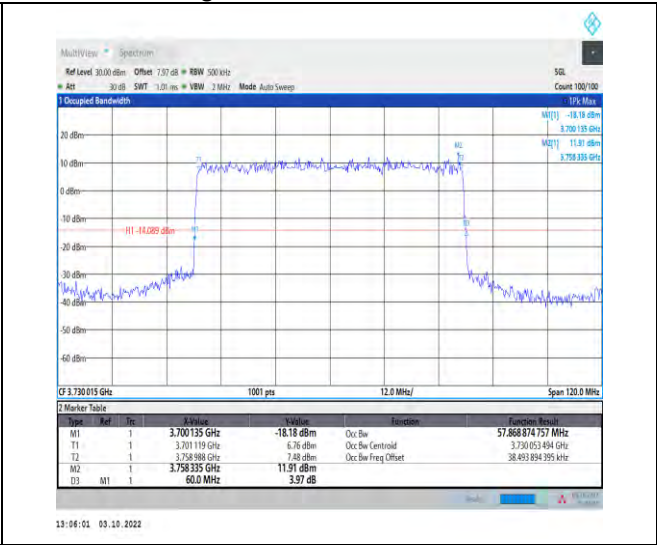 MultiView Spectrum
Ref Level 30.00 dBm Offset 7.97 dB RBW 500 kHz SGL
Att 30 dB SWT 1.01 ms VBW 2 MHz Mode Auto Sweep Count 100/100
1 Occupied Bandwidth 1Pk Max
M1[1] -18.18 dBm
3.700 135 GHz
M2[1] 11.91 dBm
3.758 335 GHz
20 dBm
10 dBm
0 dBm
-10 dBm
H1 -14.089 dBm
-20 dBm
-30 dBm
-40 dBm
-50 dBm
-60 dBm
T1
M2
T2
M1
D3
CF 3.730 015 GHz 1001 pts 12.0 MHz/ Span 120.0 MHz
2 Marker Table
Type Ref Trc X-Value Y-Value Function Function Result
M1 1 3.700 135 GHz -18.18 dBm Occ Bw 57.868 874 757 MHz
T1 1 3.701 119 GHz 6.76 dBm Occ Bw Centroid 3.730 053 494 GHz
T2 1 3.758 988 GHz 7.48 dBm Occ Bw Freq Offset 38.493 894 395 kHz
M2 1 3.758 335 GHz 11.91 dBm
D3 M1 1 60.0 MHz 3.97 dB
13:06:01 03.10.2022